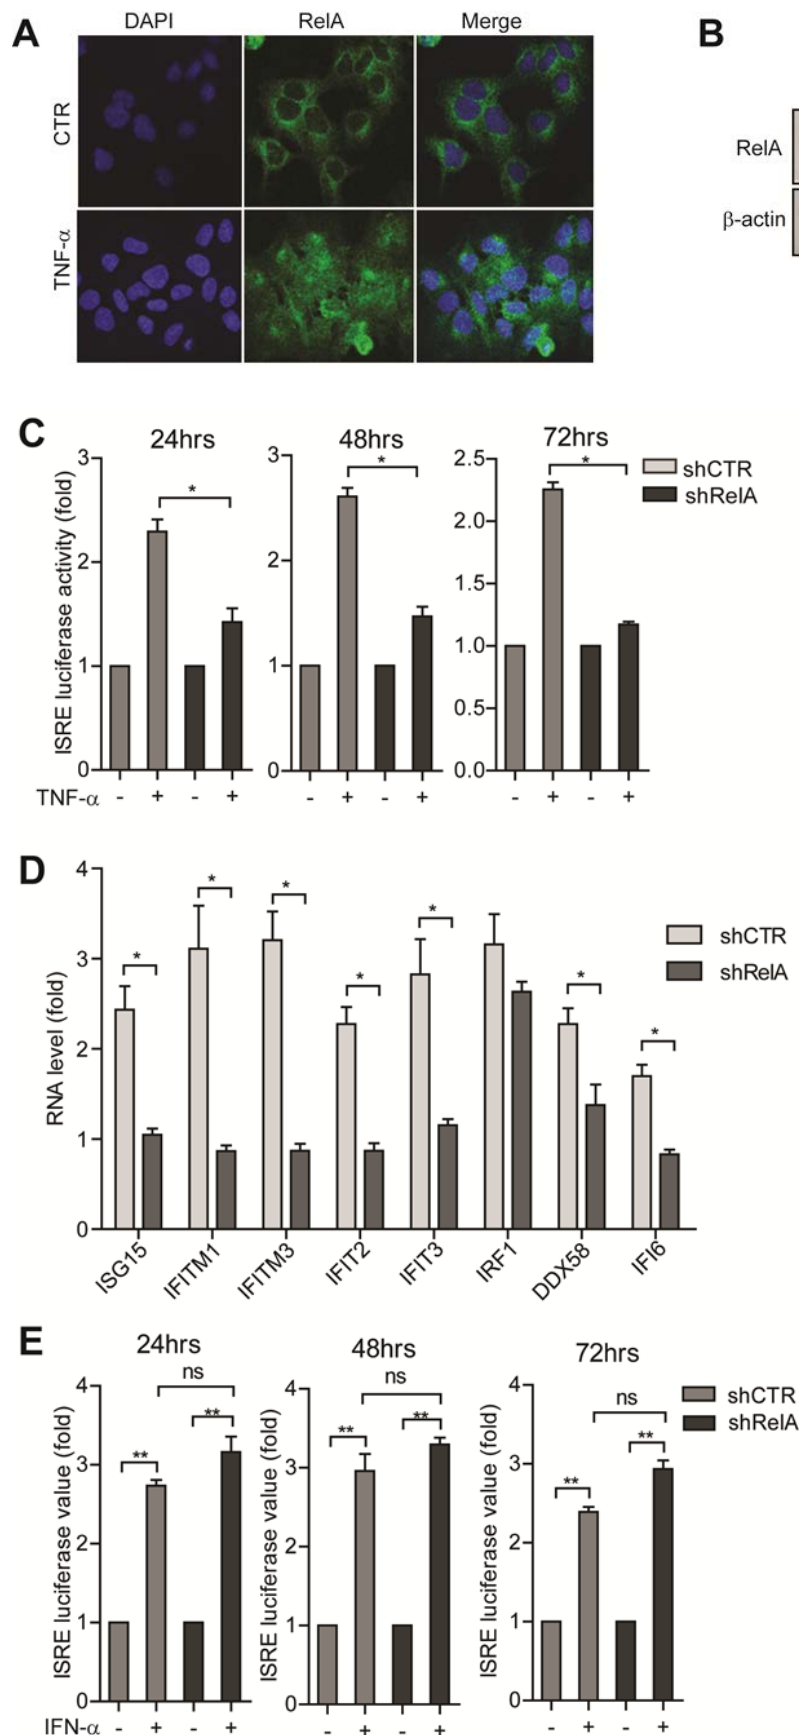 A
DAPI RelA Merge
B
CTR
TNF-α
RelA
β-actin
C
24hrs 48hrs 72hrs
shCTR
shRelA
ISRE luciferase activity (fold)
3
2
1
0
*
3
2
1
0
*
2.5
2.0
1.5
1.0
0.5
0.0
*
TNF-α - + - + - + - + - + - +
D
RNA level (fold)
4
3
2
1
0
* * * * * * *
shCTR
shRelA
ISG15 IFITM1 IFITM3 IFIT2 IFIT3 IRF1 DDX58 IFI6
E
24hrs 48hrs 72hrs
shCTR
shRelA
ISRE luciferase value (fold)
4
3
2
1
0
ns
** **
ISRE luciferase value (fold)
4
3
2
1
0
ns
** **
ISRE luciferase value (fold)
4
3
2
1
0
ns
** **
IFN-α - + - + - + - + - + - +